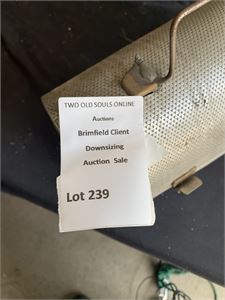 TWO OLD SOULS ONLINE
Auctions
Brimfield Client
Downsizing
Auction Sale
Lot 239